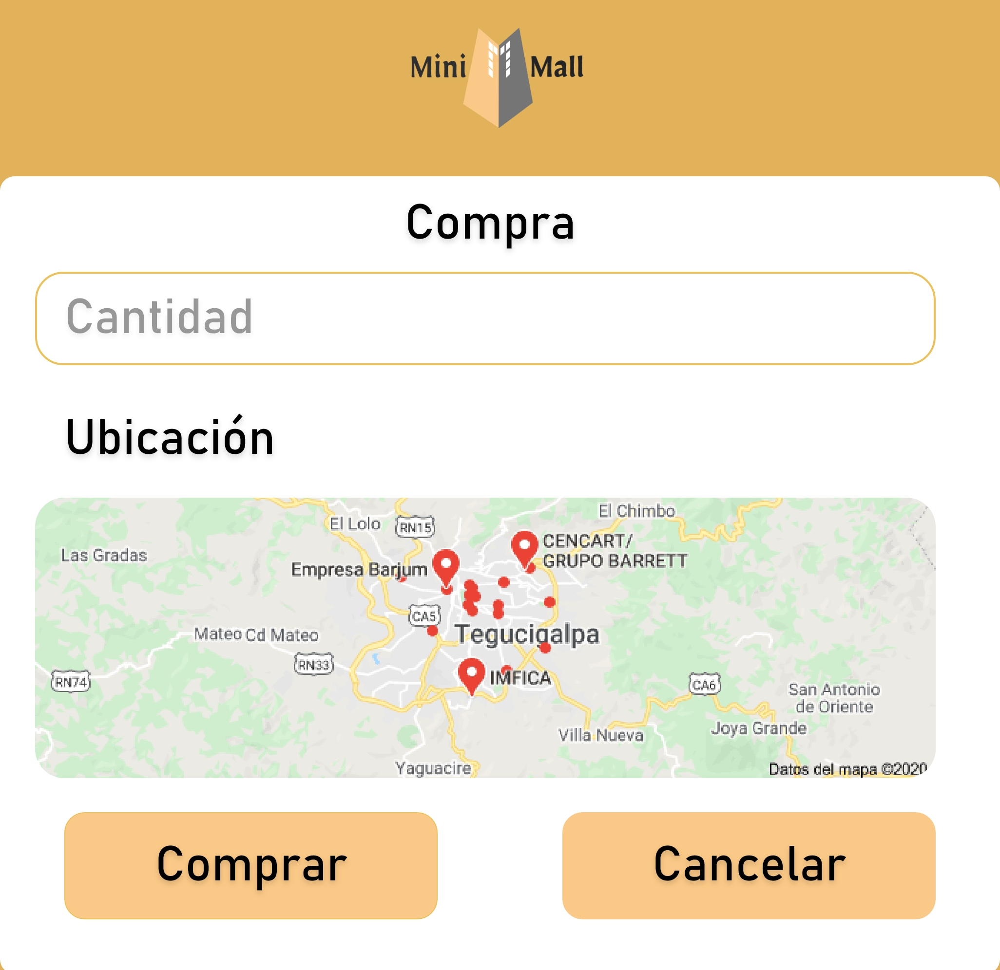 Mini Mall
Compra
Cantidad
Ubicación
El Chimbo
El Lolo
RN15
CENCART/
GRUPO BARRETT
Las Gradas
Empresa Barjum
CA5
Tegucigalpa
Mateo
Cd Mateo
RN33
RN74
IMFICA
CA6
San Antonio
de Oriente
Joya Grande
Villa Nueva
Yaguacire
Datos del mapa ©2020
Comprar
Cancelar